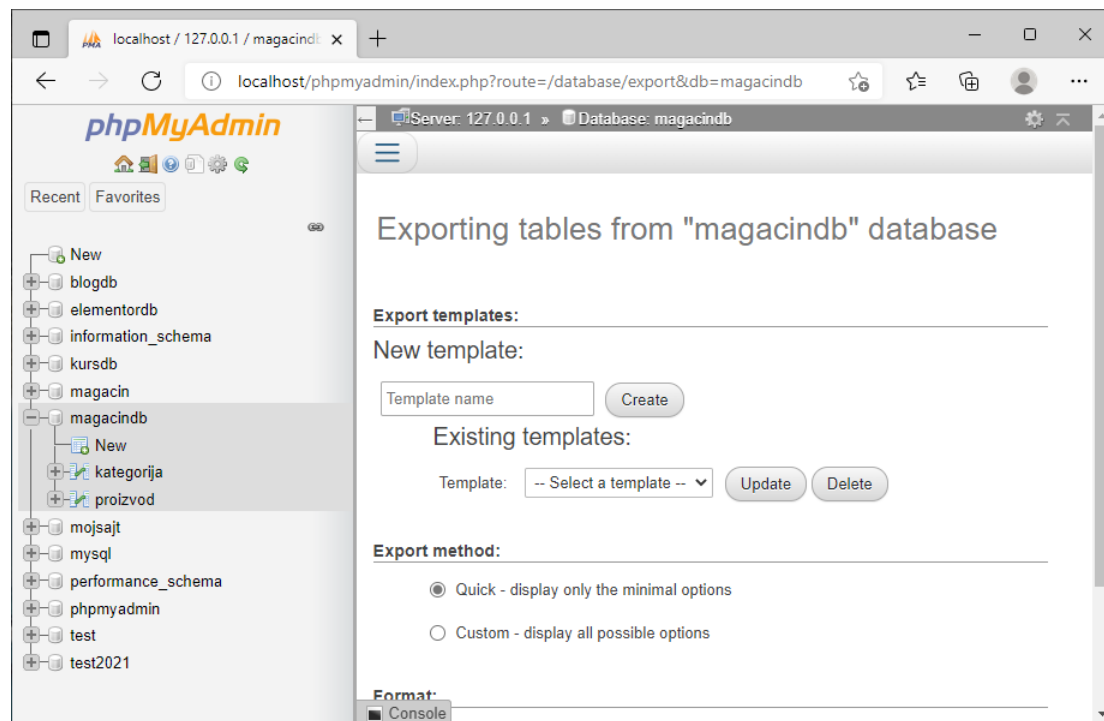 localhost / 127.0.0.1 / magacindb
localhost/phpmyadmin/index.php?route=/database/export&db=magacindb
phpMyAdmin
Recent Favorites
New
blogdb
elementordb
information_schema
kursdb
magacin
magacindb
New
kategorija
proizvod
mojsajt
mysql
performance_schema
phpmyadmin
test
test2021
Server: 127.0.0.1 » Database: magacindb
Exporting tables from "magacindb" database
Export templates:
New template:
Template name Create
Existing templates:
Template: -- Select a template -- Update Delete
Export method:
Quick - display only the minimal options
Custom - display all possible options
Format:
Console